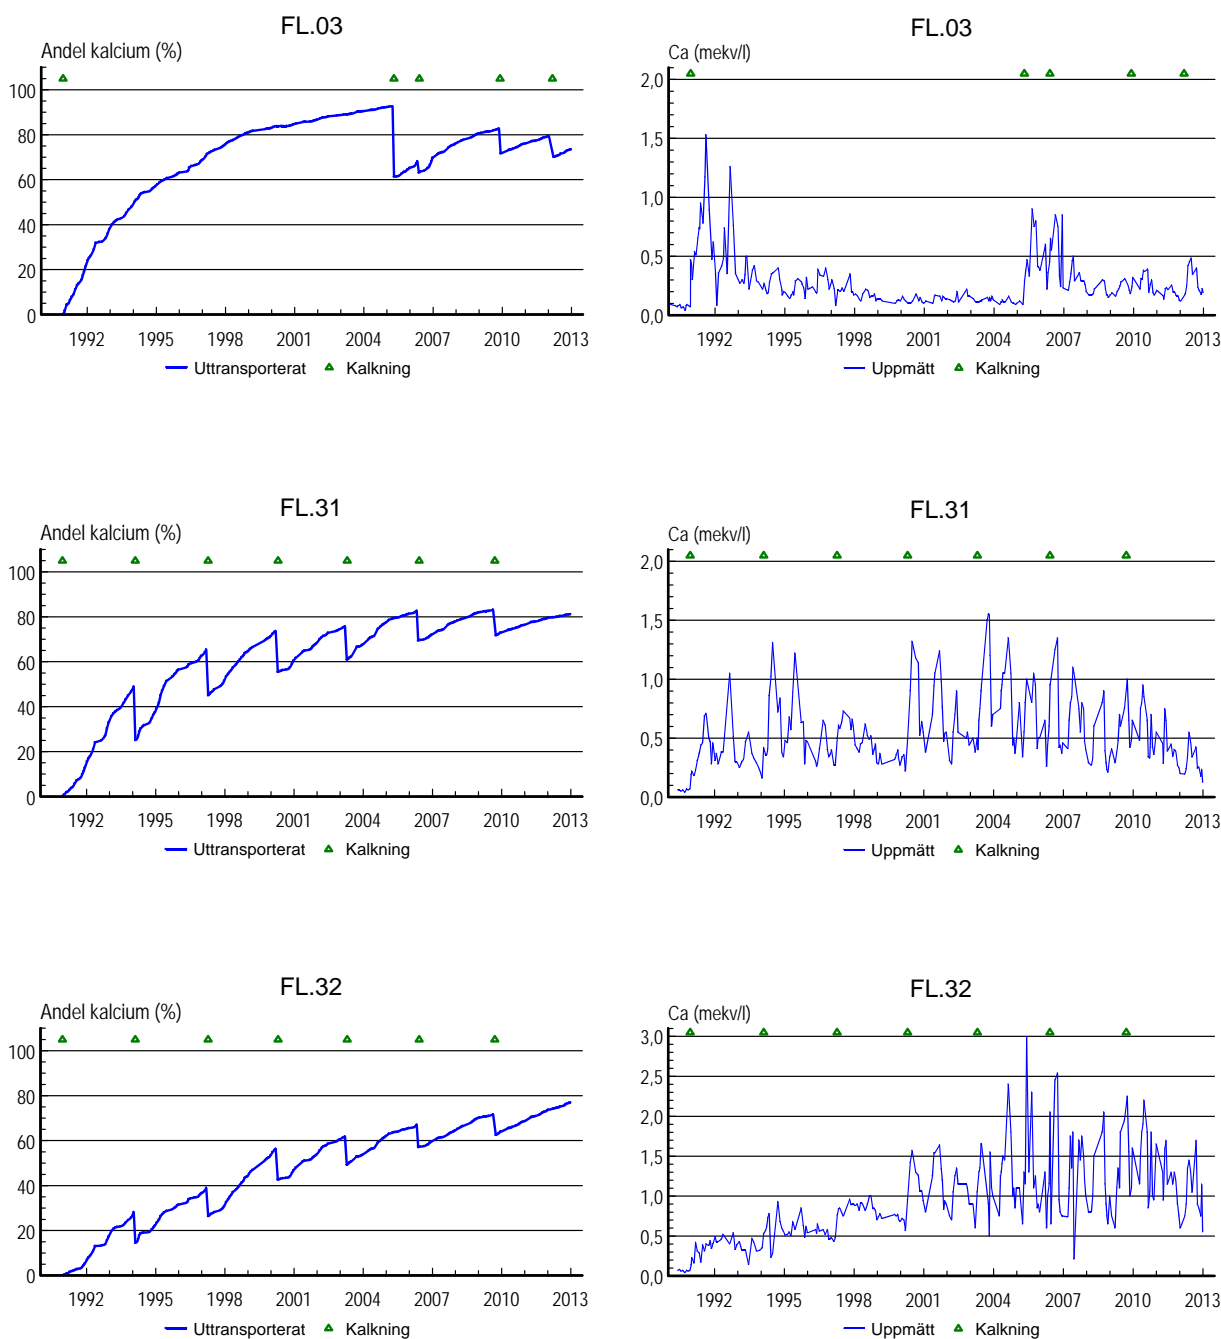 FL.03
Andel kalcium (%)
100
80
60
40
20
0
1992 1995 1998 2001 2004 2007 2010 2013
Uttransporterat Kalkning
FL.03
Ca (mekv/l)
2,0
1,5
1,0
0,5
0,0
1992 1995 1998 2001 2004 2007 2010 2013
Uppmätt Kalkning
FL.31
Andel kalcium (%)
100
80
60
40
20
0
1992 1995 1998 2001 2004 2007 2010 2013
Uttransporterat Kalkning
FL.31
Ca (mekv/l)
2,0
1,5
1,0
0,5
0,0
1992 1995 1998 2001 2004 2007 2010 2013
Uppmätt Kalkning
FL.32
Andel kalcium (%)
100
80
60
40
20
0
1992 1995 1998 2001 2004 2007 2010 2013
Uttransporterat Kalkning
FL.32
Ca (mekv/l)
3,0
2,5
2,0
1,5
1,0
0,5
0,0
1992 1995 1998 2001 2004 2007 2010 2013
Uppmätt Kalkning